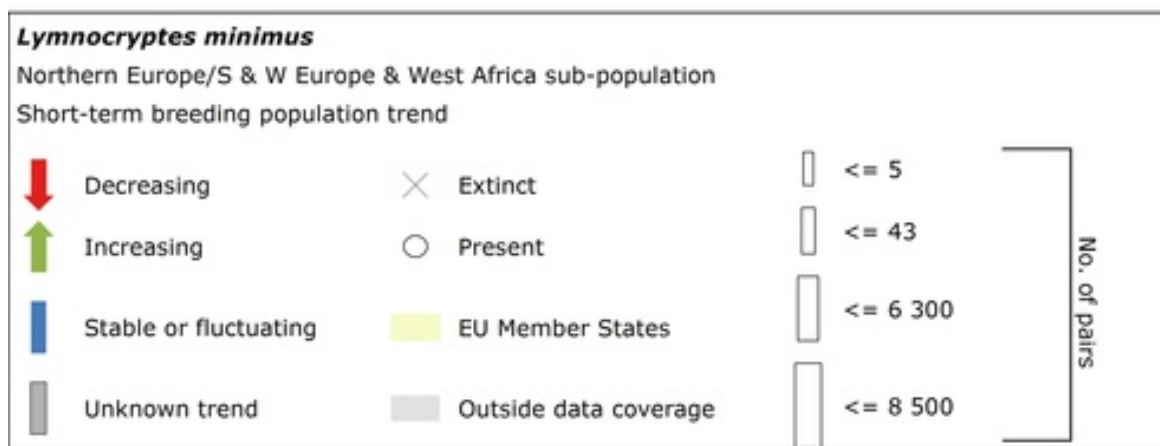 Lymnocryptes minimus
Northern Europe/S & W Europe & West Africa sub-population
Short-term breeding population trend
Decreasing
Increasing
Stable or fluctuating
Unknown trend
Extinct
Present
EU Member States
Outside data coverage
<= 5
<= 43
<= 6 300
<= 8 500
No. of pairs